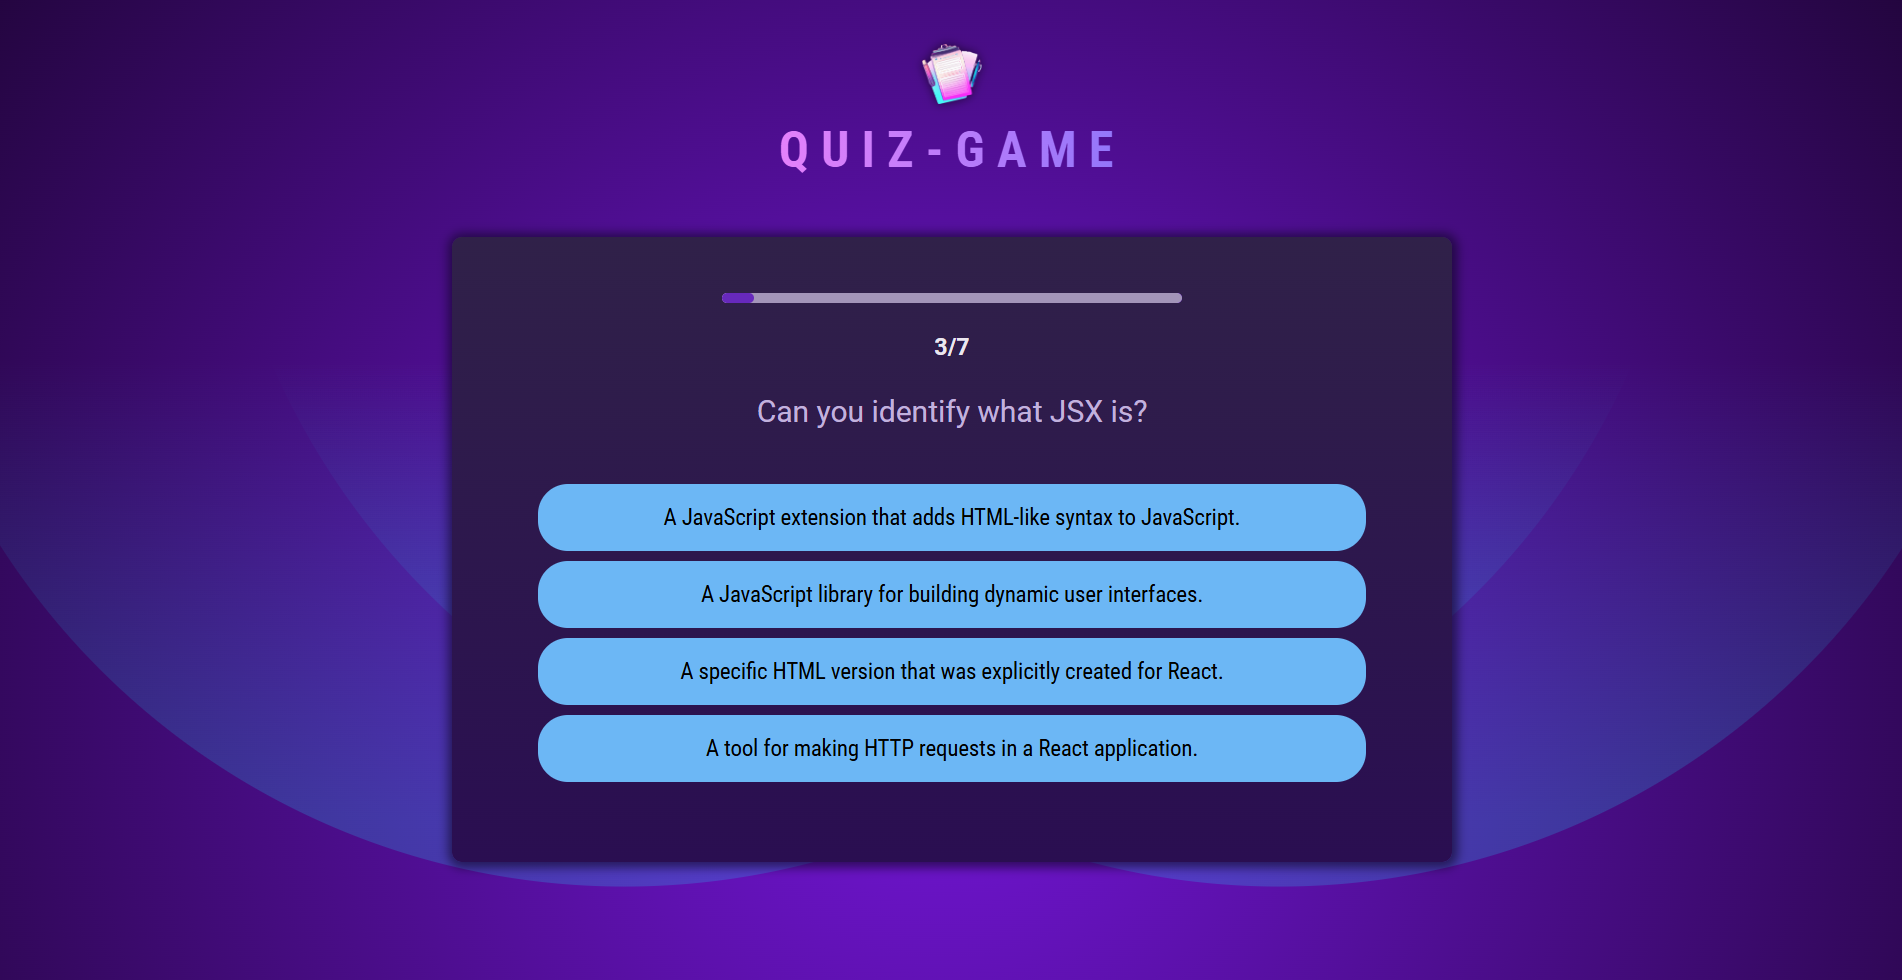 QUIZ-GAME
3/7
Can you identify what JSX is?
A JavaScript extension that adds HTML-like syntax to JavaScript.
A JavaScript library for building dynamic user interfaces.
A specific HTML version that was explicitly created for React.
A tool for making HTTP requests in a React application.